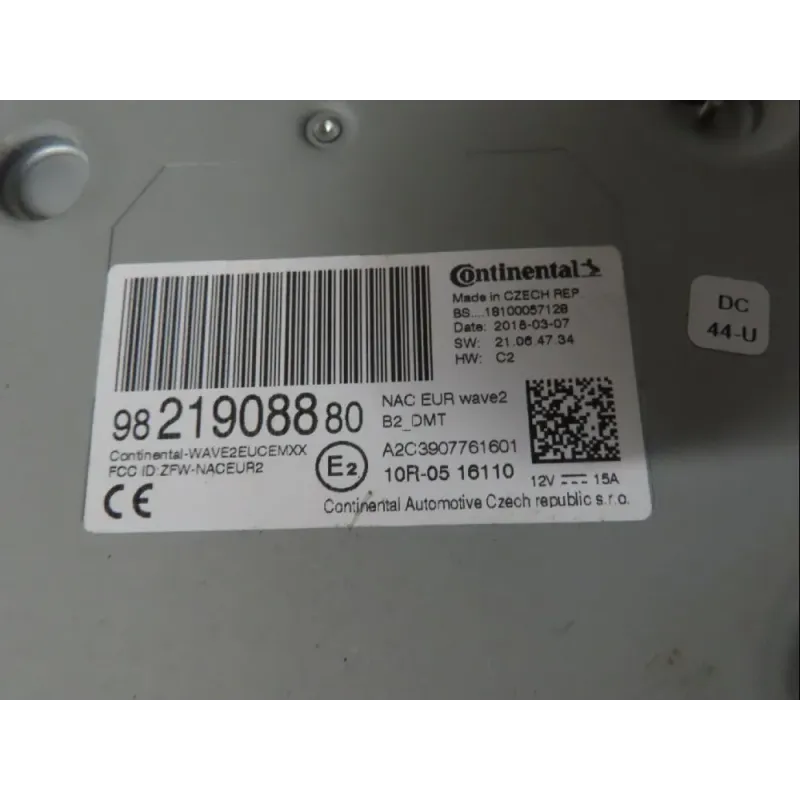 Continental
Made in CZECH REP
BS....18100057128
Date: 2018-03-07
SW: 21.06.47.34
HW: C2
98 219088 80
NAC EUR wave2
B2_DMT
Continental-WAVE2EUCEMXX
FCC ID:ZFW-NACEUR2
E2
A2C3907761601
10R-05 16110
12V 15A
CE
Continental Automotive Czech republic s.r.o.
DC
44-U